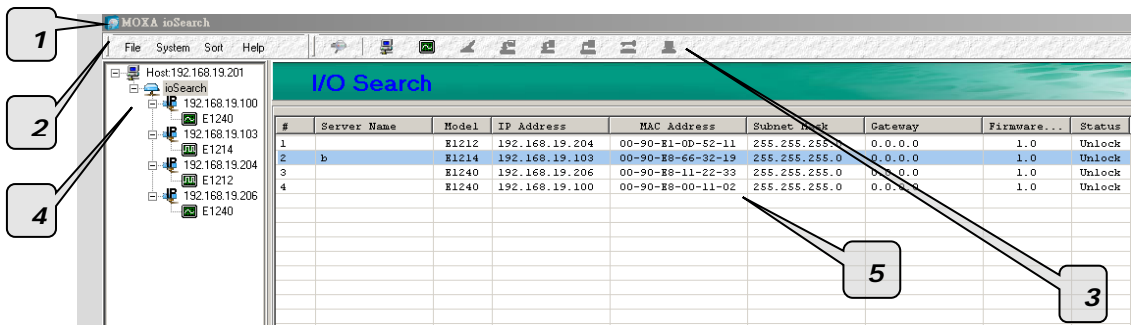 MOXA ioSearch
1
File System Sort Help
2
Host:192.168.19.201
ioSearch
192.168.19.100
E1240
192.168.19.103
E1214
192.168.19.204
E1212
192.168.19.206
E1240
4
I/O Search
# Server Name Model IP Address MAC Address Subnet Mask Gateway Firmware... Status
1 E1212 192.168.19.204 00-90-E1-0D-52-11 255.255.255.0 0.0.0.0 1.0 Unlock
2 b E1214 192.168.19.103 00-90-E8-66-32-19 255.255.255.0 0.0.0.0 1.0 Unlock
3 E1240 192.168.19.206 00-90-E8-11-22-33 255.255.255.0 0.0.0.0 1.0 Unlock
4 E1240 192.168.19.100 00-90-E8-00-11-02 255.255.255.0 0.0.0.0 1.0 Unlock
5
3